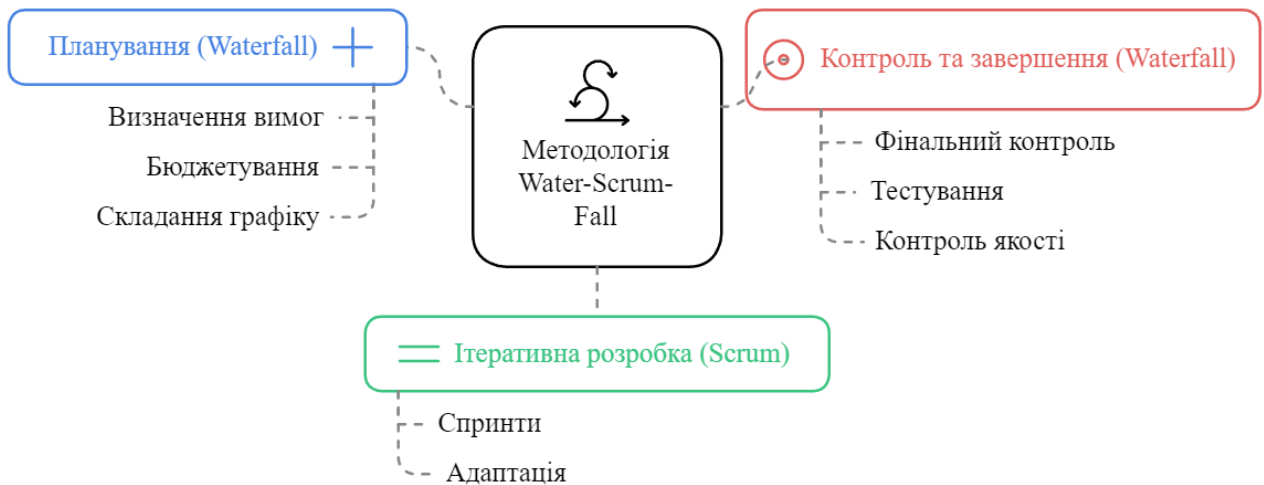 Планування (Waterfall)
Визначення вимог
Бюджетування
Складання графіку
Методологія
Water-Scrum-
Fall
Контроль та завершення (Waterfall)
Фінальний контроль
Тестування
Контроль якості
Ітеративна розробка (Scrum)
Спринти
Адаптація